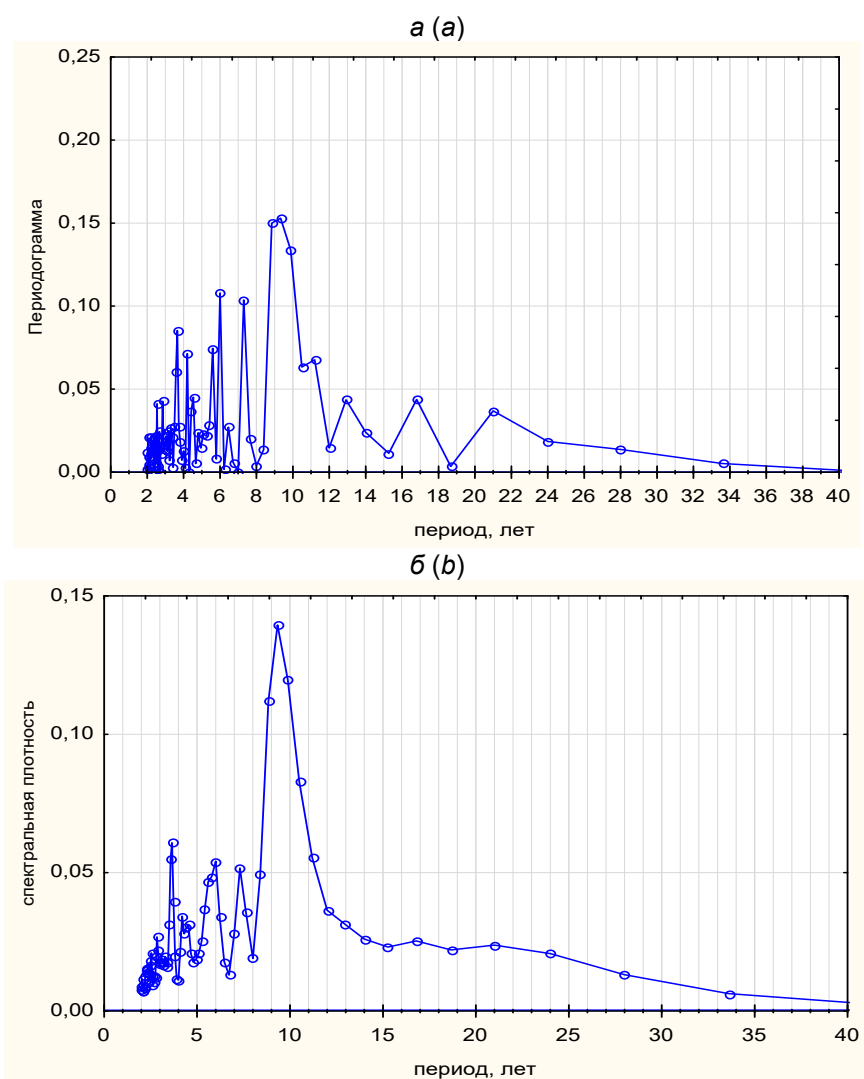 а (a)
0,25
0,20
0,15
0,10
0,05
0,00
Периодограмма
0 2 4 6 8 10 12 14 16 18 20 22 24 26 28 30 32 34 36 38 40
период, лет
б (b)
0,15
0,10
0,05
0,00
спектральная плотность
0 5 10 15 20 25 30 35 40
период, лет